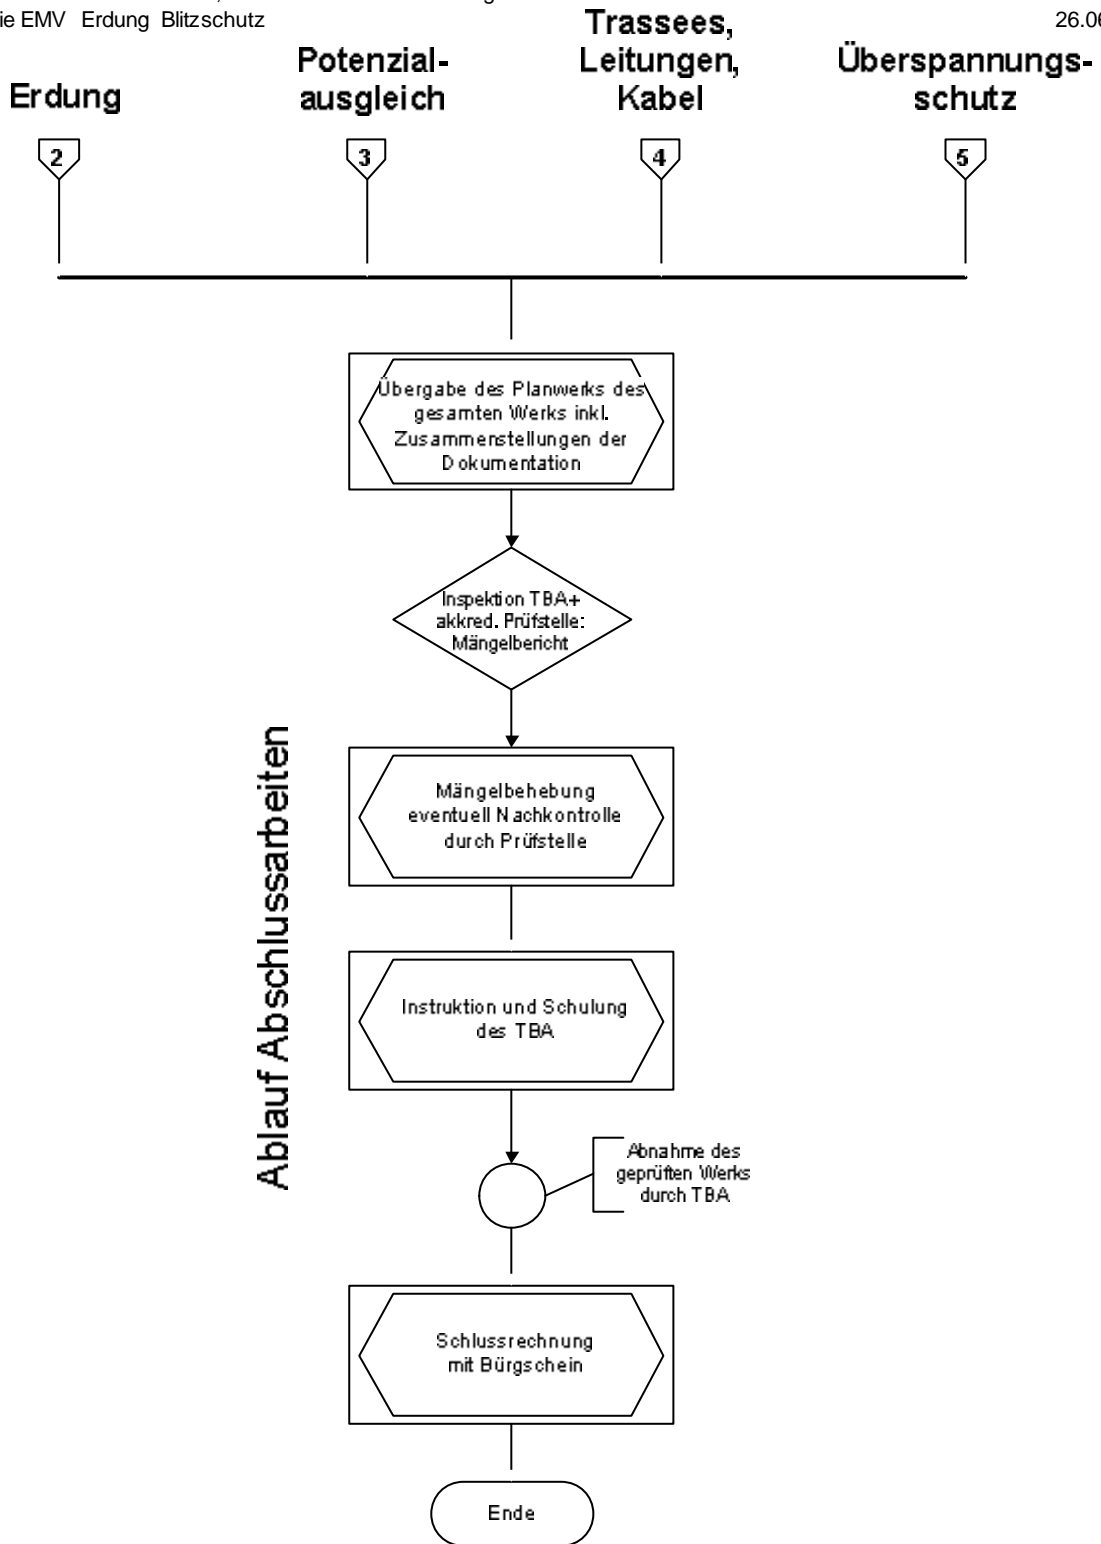 ie EMV Erdung Blitzschutz
26.06
Erdung
Potenzial-
ausgleich
Trassees,
Leitungen,
Kabel
Überspannungs-
schutz
2
3
4
5
Übergabe des Planwerks des
gesamten Werks inkl.
Zusammenstellungen der
Dokumentation
Inspektion TBA+
akkred. Prüfstelle:
Mängelbericht
Ablauf Abschlussarbeiten
Mängelbehebung
eventuell Nachkontrolle
durch Prüfstelle
Instruktion und Schulung
des TBA
Abnahme des
geprüften Werks
durch TBA
Schlussrechnung
mit Bürgschein
Ende